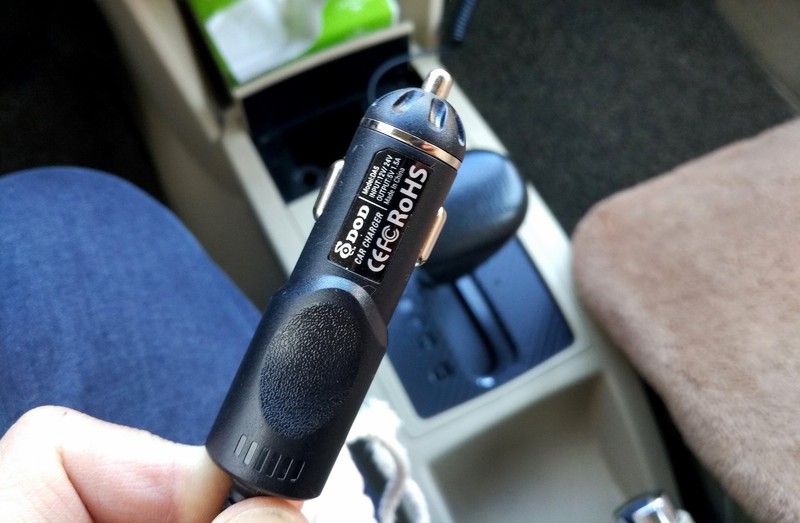 DOD
CAR CHARGER
Model:DA5
INPUT:12V/24V
OUTPUT:5V 1.5A
Made In China
CE FC RoHS